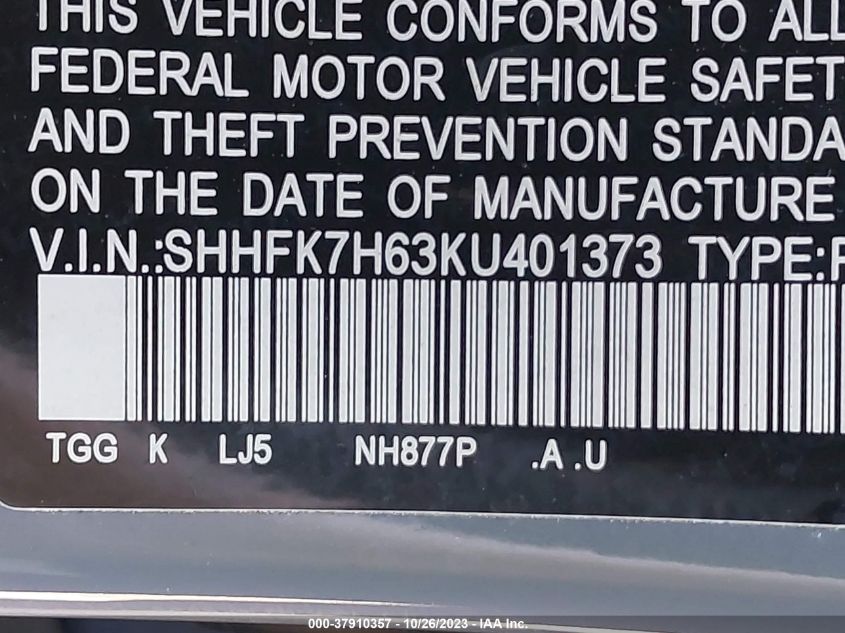 THIS VEHICLE CONFORMS TO ALL
FEDERAL MOTOR VEHICLE SAFET
AND THEFT PREVENTION STANDA
ON THE DATE OF MANUFACTURE
V.I.N.:SHHFK7H63KU401373 TYPE:P
TGG K LJ5 NH877P .A .U
000-37910357 - 10/26/2023 - IAA Inc.